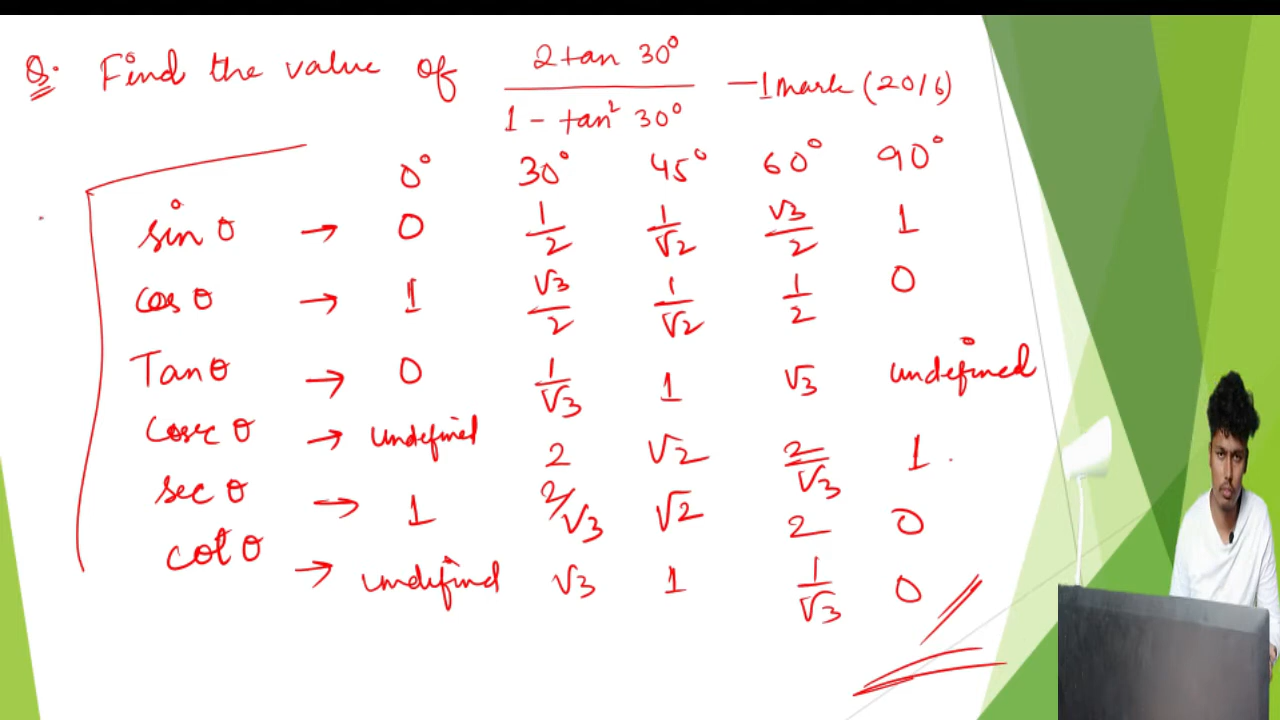 Q. Find the value of 2tan 30° / 1 - tan² 30° — 1 mark (2016)
0° 30° 45° 60° 90°
sin θ → 0 1/2 1/√2 √3/2 1
cos θ → 1 √3/2 1/√2 1/2 0
Tan θ → 0 1/√3 1 √3 undefined
cosec θ → undefined 2 √2 2/√3 1
sec θ → 1 2/√3 √2 2 0
cot θ → undefined √3 1 1/√3 0